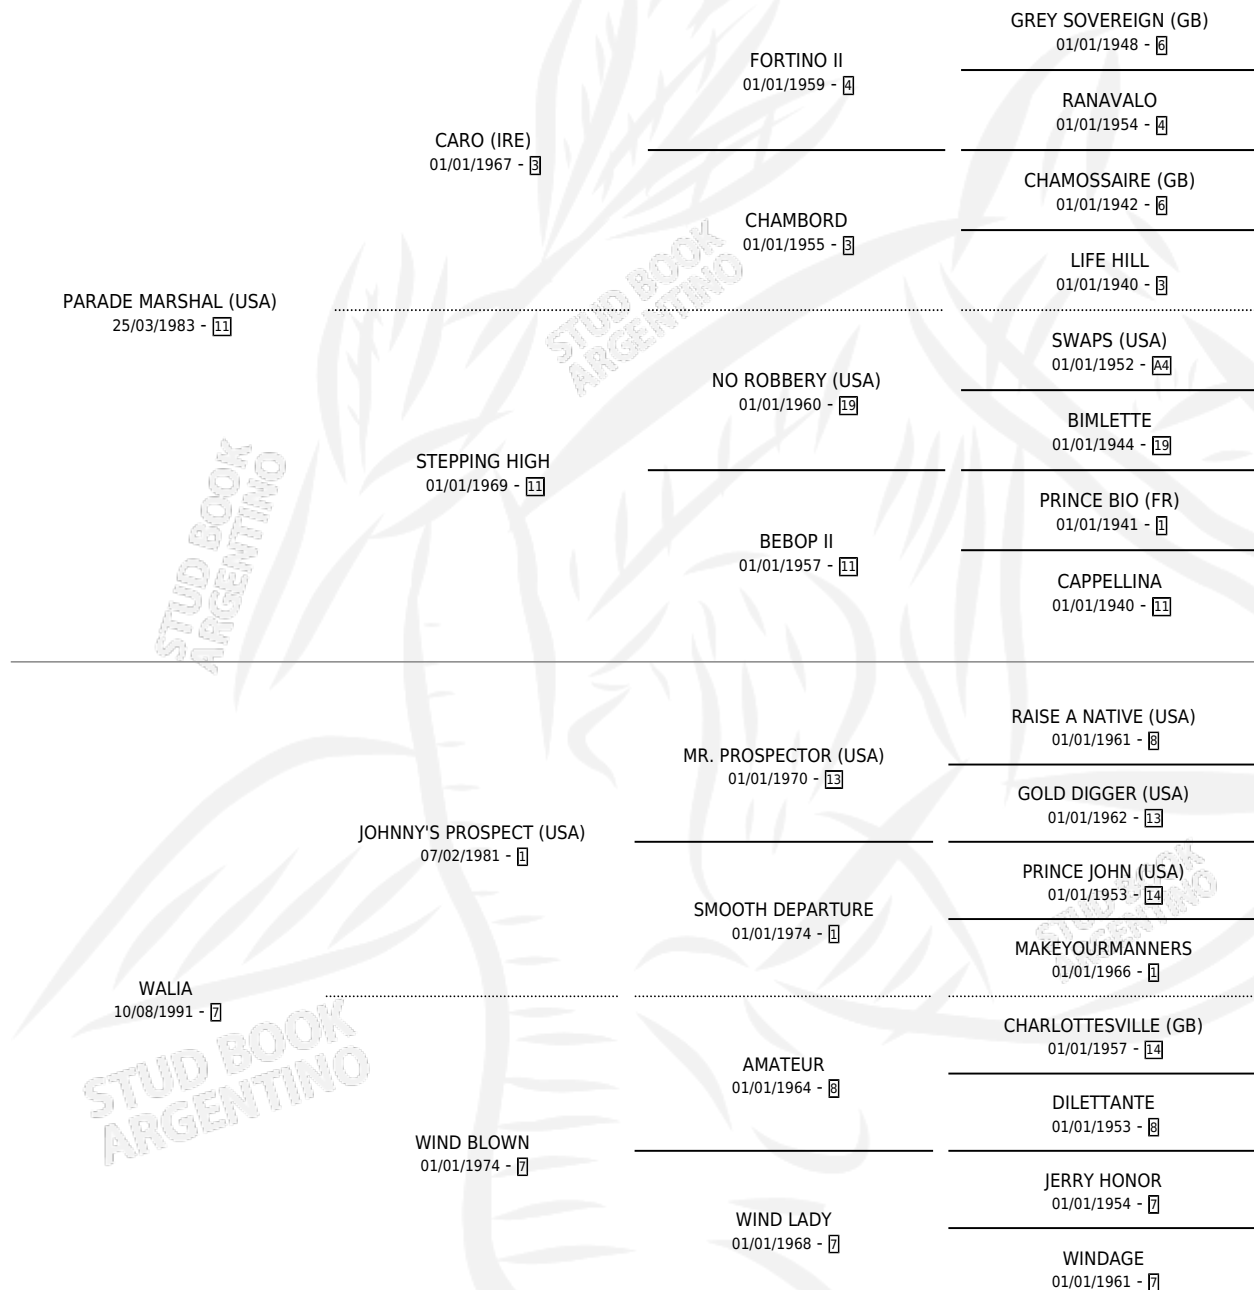 GREY SOVEREIGN (GB)
01/01/1948 - 6
FORTINO II
01/01/1959 - 4
RANAVALO
01/01/1954 - 4
CARO (IRE)
01/01/1967 - 3
CHAMOSSAIRE (GB)
01/01/1942 - 6
CHAMBORD
01/01/1955 - 3
LIFE HILL
01/01/1940 - 3
PARADE MARSHAL (USA)
25/03/1983 - 11
SWAPS (USA)
01/01/1952 - A4
NO ROBBERY (USA)
01/01/1960 - 19
BIMLETTE
01/01/1944 - 19
STEPPING HIGH
01/01/1969 - 11
PRINCE BIO (FR)
01/01/1941 - 1
BEBOP II
01/01/1957 - 11
CAPPELLINA
01/01/1940 - 11
RAISE A NATIVE (USA)
01/01/1961 - 8
MR. PROSPECTOR (USA)
01/01/1970 - 13
GOLD DIGGER (USA)
01/01/1962 - 13
JOHNNY'S PROSPECT (USA)
07/02/1981 - 1
PRINCE JOHN (USA)
01/01/1953 - 14
SMOOTH DEPARTURE
01/01/1974 - 1
MAKEYOURMANNERS
01/01/1966 - 1
WALIA
10/08/1991 - 7
CHARLOTTESVILLE (GB)
01/01/1957 - 14
AMATEUR
01/01/1964 - 8
DILETTANTE
01/01/1953 - 8
WIND BLOWN
01/01/1974 - 7
JERRY HONOR
01/01/1954 - 7
WIND LADY
01/01/1968 - 7
WINDAGE
01/01/1961 - 7
STUD BOOK
ARGENTINO
STUD BOOK
ARGENTINO
STUD BOOK
ARGENTINO
STUD BOOK
ARGENTINO